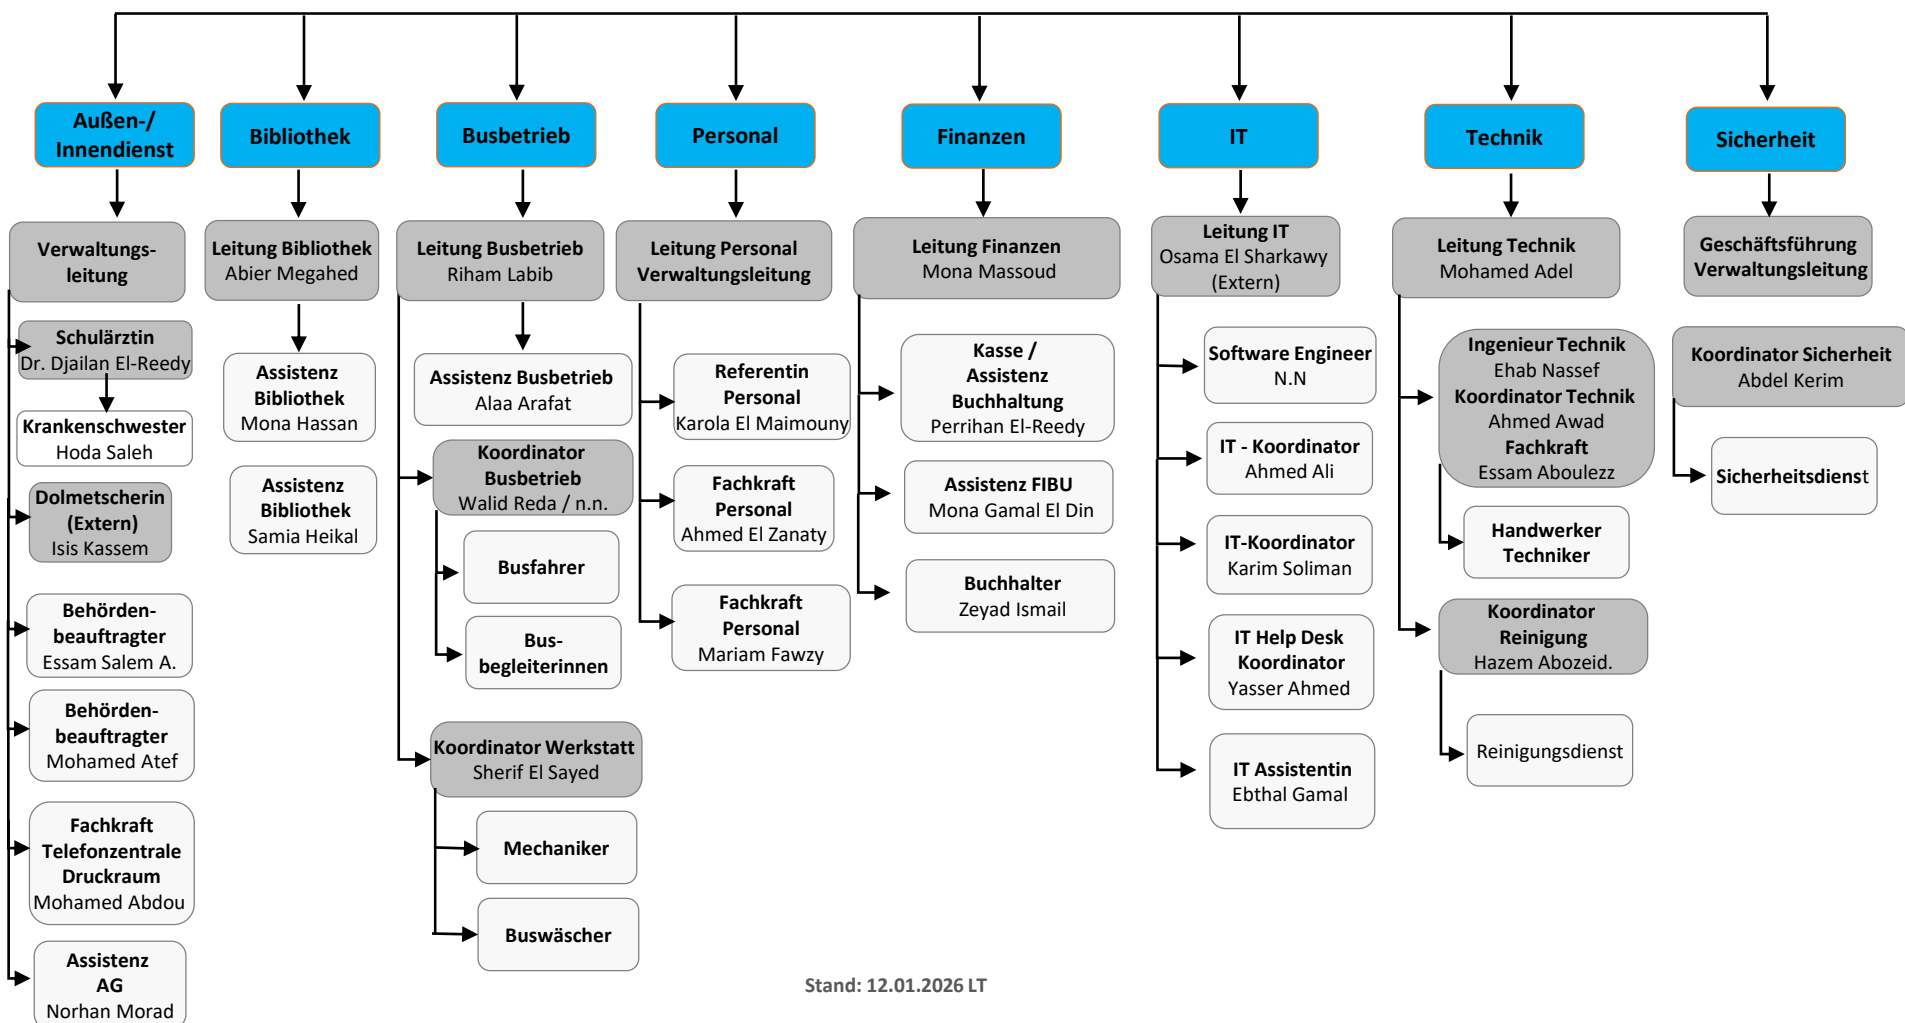 Außen-/
Innendienst
Bibliothek
Busbetrieb
Personal
Finanzen
IT
Technik
Sicherheit
Verwaltungs-
leitung
Schulärztin
Dr. Djailan El-Reedy
Krankenschwester
Hoda Saleh
Dolmetscherin
(Extern)
Isis Kassem
Behörden-
beauftragter
Essam Salem A.
Behörden-
beauftragter
Mohamed Atef
Fachkraft
Telefonzentrale
Druckraum
Mohamed Abdou
Assistenz
AG
Norhan Morad
Leitung Bibliothek
Abier Megahed
Assistenz
Bibliothek
Mona Hassan
Assistenz
Bibliothek
Samia Heikal
Leitung Busbetrieb
Riham Labib
Assistenz Busbetrieb
Alaa Arafat
Koordinator
Busbetrieb
Walid Reda / n.n.
Busfahrer
Bus-
begleiterinnen
Koordinator Werkstatt
Sherif El Sayed
Mechaniker
Buswäscher
Leitung Personal
Verwaltungsleitung
Referentin
Personal
Karola El Maimouny
Fachkraft
Personal
Ahmed El Zanaty
Fachkraft
Personal
Mariam Fawzy
Leitung Finanzen
Mona Massoud
Kasse /
Assistenz
Buchhaltung
Perrihan El-Reedy
Assistenz FIBU
Mona Gamal El Din
Buchhalter
Zeyad Ismail
Leitung IT
Osama El Sharkawy
(Extern)
Software Engineer
N.N
IT - Koordinator
Ahmed Ali
IT-Koordinator
Karim Soliman
IT Help Desk
Koordinator
Yasser Ahmed
IT Assistentin
Ebthal Gamal
Leitung Technik
Mohamed Adel
Ingenieur Technik
Ehab Nassef
Koordinator Technik
Ahmed Awad
Fachkraft
Essam Aboulezz
Handwerker
Techniker
Koordinator
Reinigung
Hazem Abozeid.
Reinigungsdienst
Geschäftsführung
Verwaltungsleitung
Koordinator Sicherheit
Abdel Kerim
Sicherheitsdienst
Stand: 12.01.2026 LT